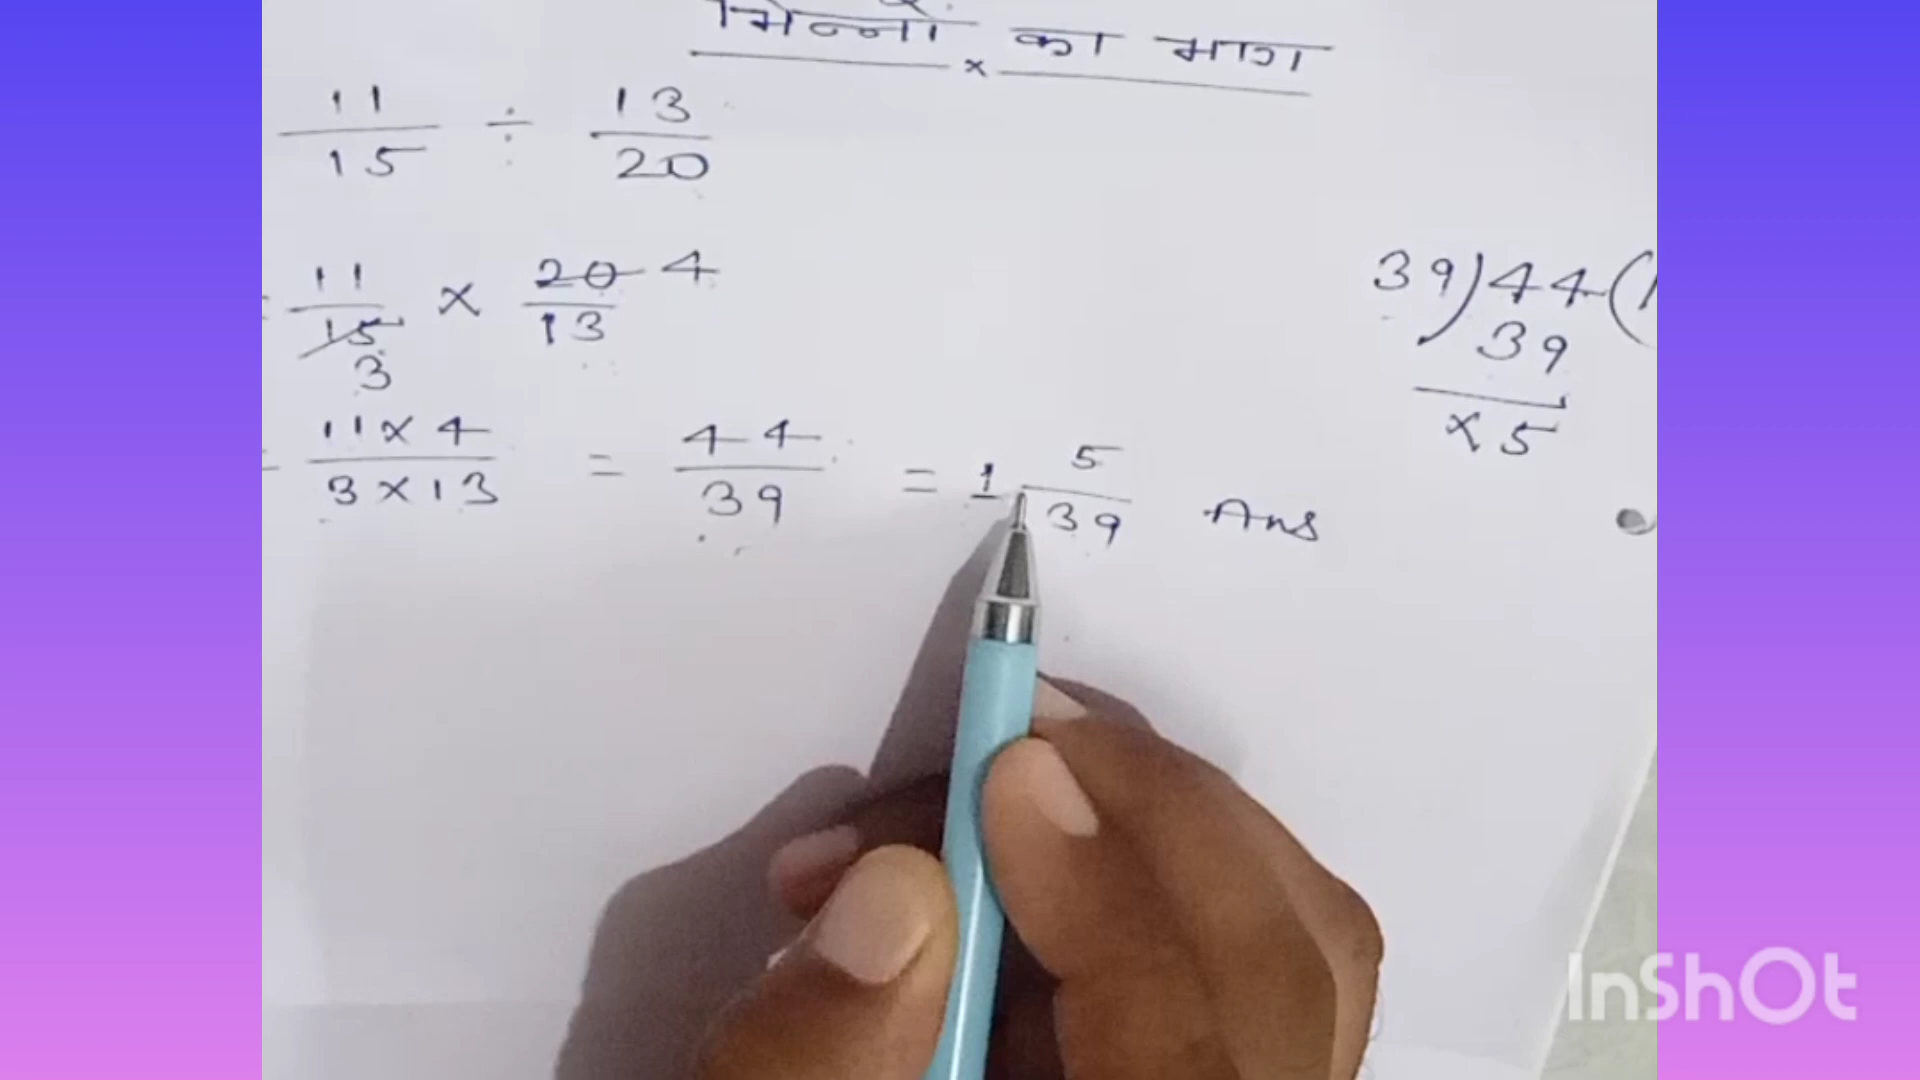 भिन्नों का भाग
×
11/15 ÷ 13/20
= 11/15 × 20/13 4
3
39)44(1
39
×5
= 11×4/3×13 = 44/39 = 1 5/39 Ans
InShOt